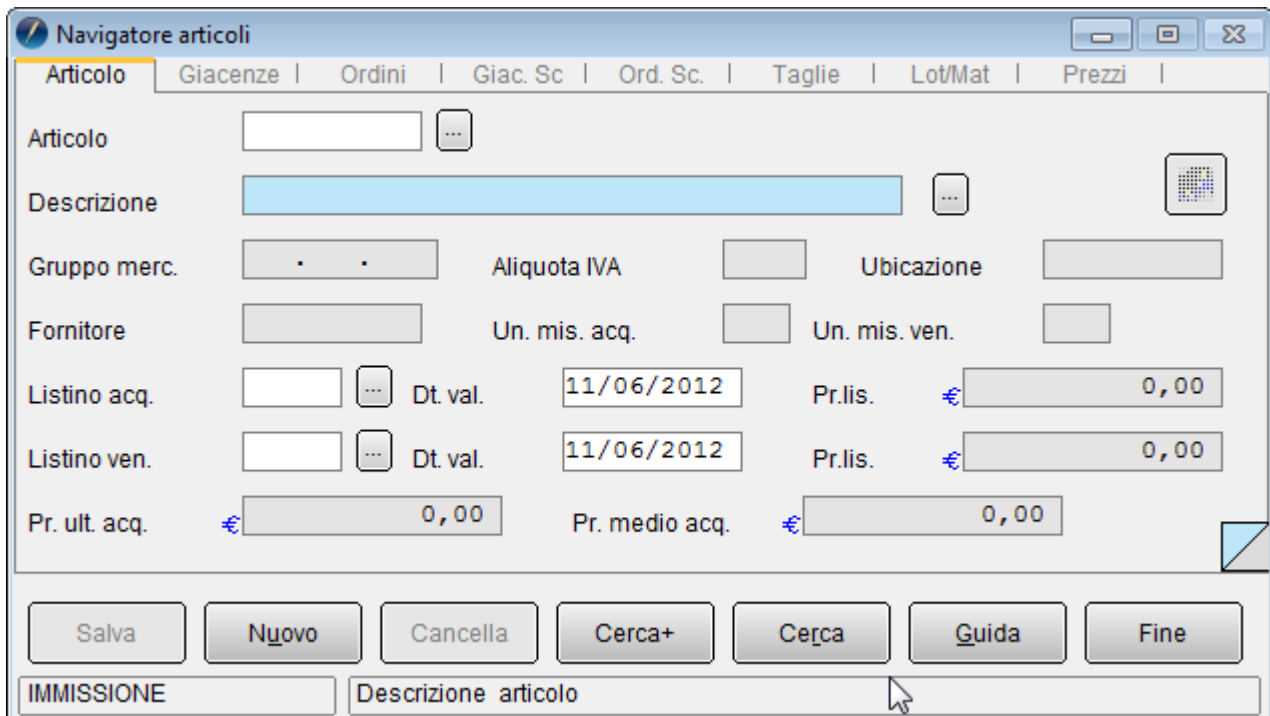 Navigatore articoli
Articolo Giacenze Ordini Giac. Sc Ord. Sc. Taglie Lot/Mat Prezzi
Articolo ...
Descrizione ...
Gruppo merc. . . Aliquota IVA Ubicazione
Fornitore Un. mis. acq. Un. mis. ven.
Listino acq. ... Dt. val. 11/06/2012 Pr.lis. € 0,00
Listino ven. ... Dt. val. 11/06/2012 Pr.lis. € 0,00
Pr. ult. acq. € 0,00 Pr. medio acq. € 0,00
Salva Nuovo Cancella Cerca+ Cerca Guida Fine
IMMISSIONE Descrizione articolo